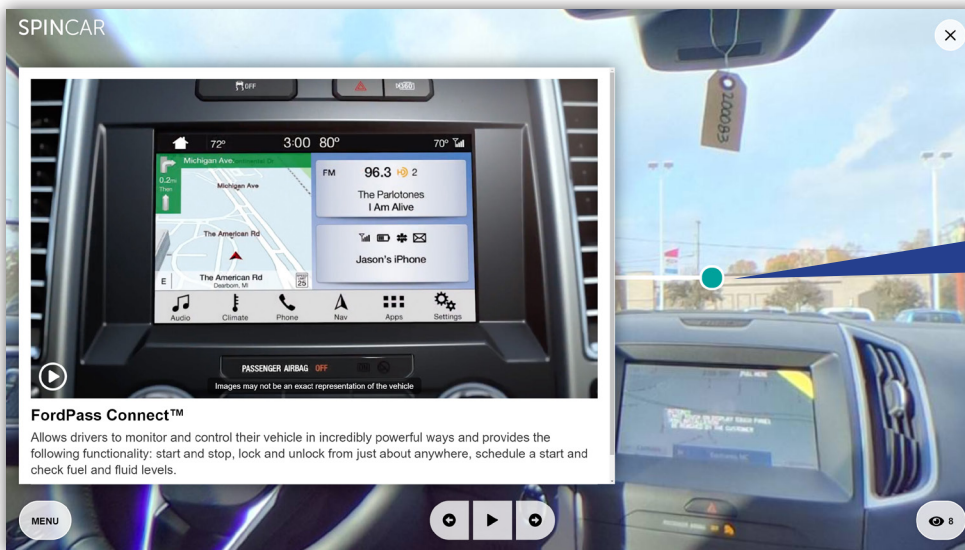 SPINCAR
OFF
72°
3:00
80°
70°
Michigan Ave.
0.2mi
Then
Michigan Ave
The American Rd
E
The American Rd
Dearborn, MI
SPEED
LIMIT
25
FM
96.3
2
The Parlotones
I Am Alive
Jason's iPhone
Audio
Climate
Phone
Nav
Apps
Settings
PASSENGER AIRBAG OFF
Images may not be an exact representation of the vehicle
FordPass Connect™
Allows drivers to monitor and control their vehicle in incredibly powerful ways and provides the
following functionality: start and stop, lock and unlock from just about anywhere, schedule a start and
check fuel and fluid levels.
200083
MENU
8